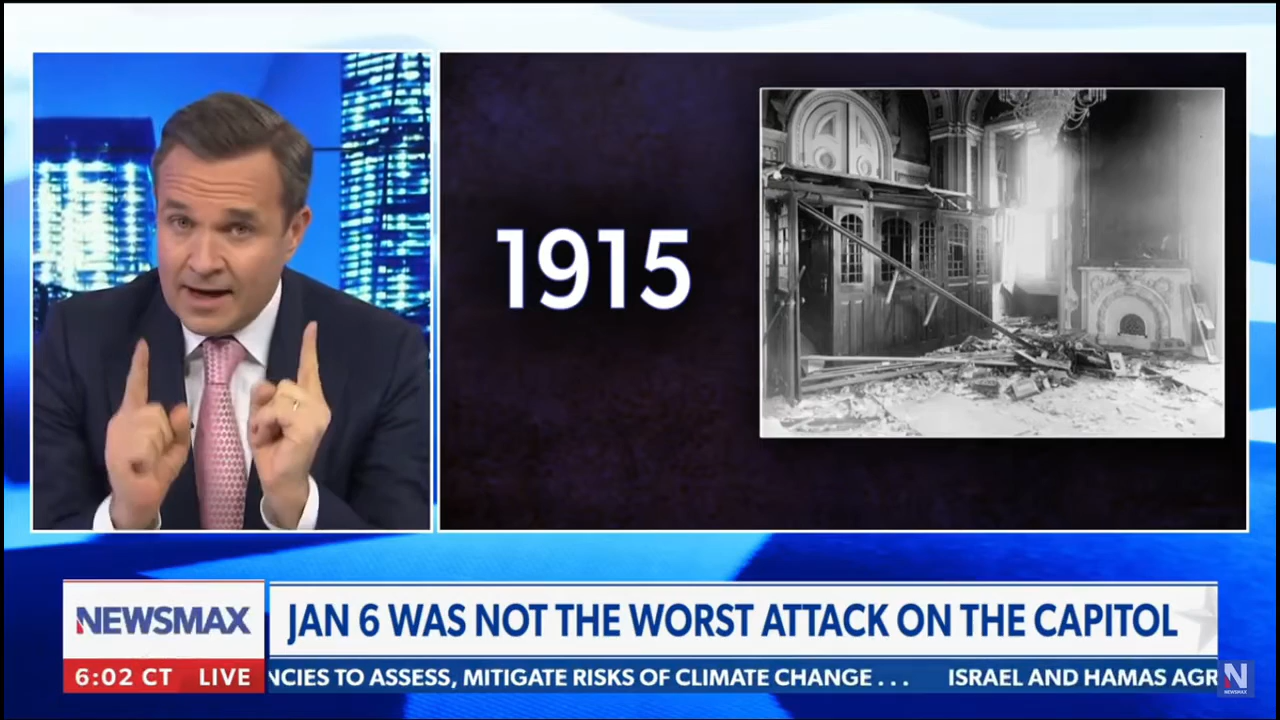 1915
NEWSMAX
JAN 6 WAS NOT THE WORST ATTACK ON THE CAPITOL
6:02 CT LIVE
NCIES TO ASSESS, MITIGATE RISKS OF CLIMATE CHANGE . . . ISRAEL AND HAMAS AGR
N
NEWSMAX